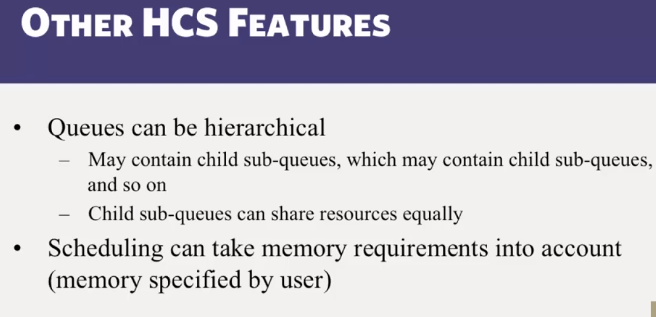 OTHER HCS FEATURES
• Queues can be hierarchical
– May contain child sub-queues, which may contain child sub-queues,
and so on
– Child sub-queues can share resources equally
• Scheduling can take memory requirements into account
(memory specified by user)